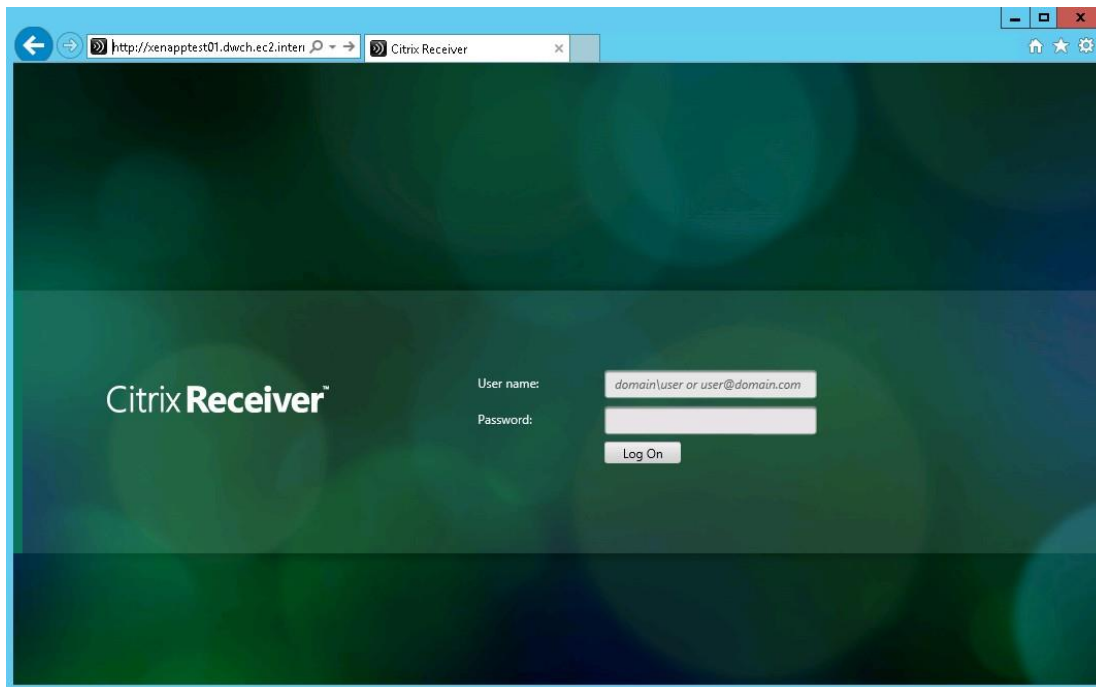 http://xenapptest01.dwch.ec2.intern
Citrix Receiver
Citrix Receiver™
User name:
domain\user or user@domain.com
Password:
Log On